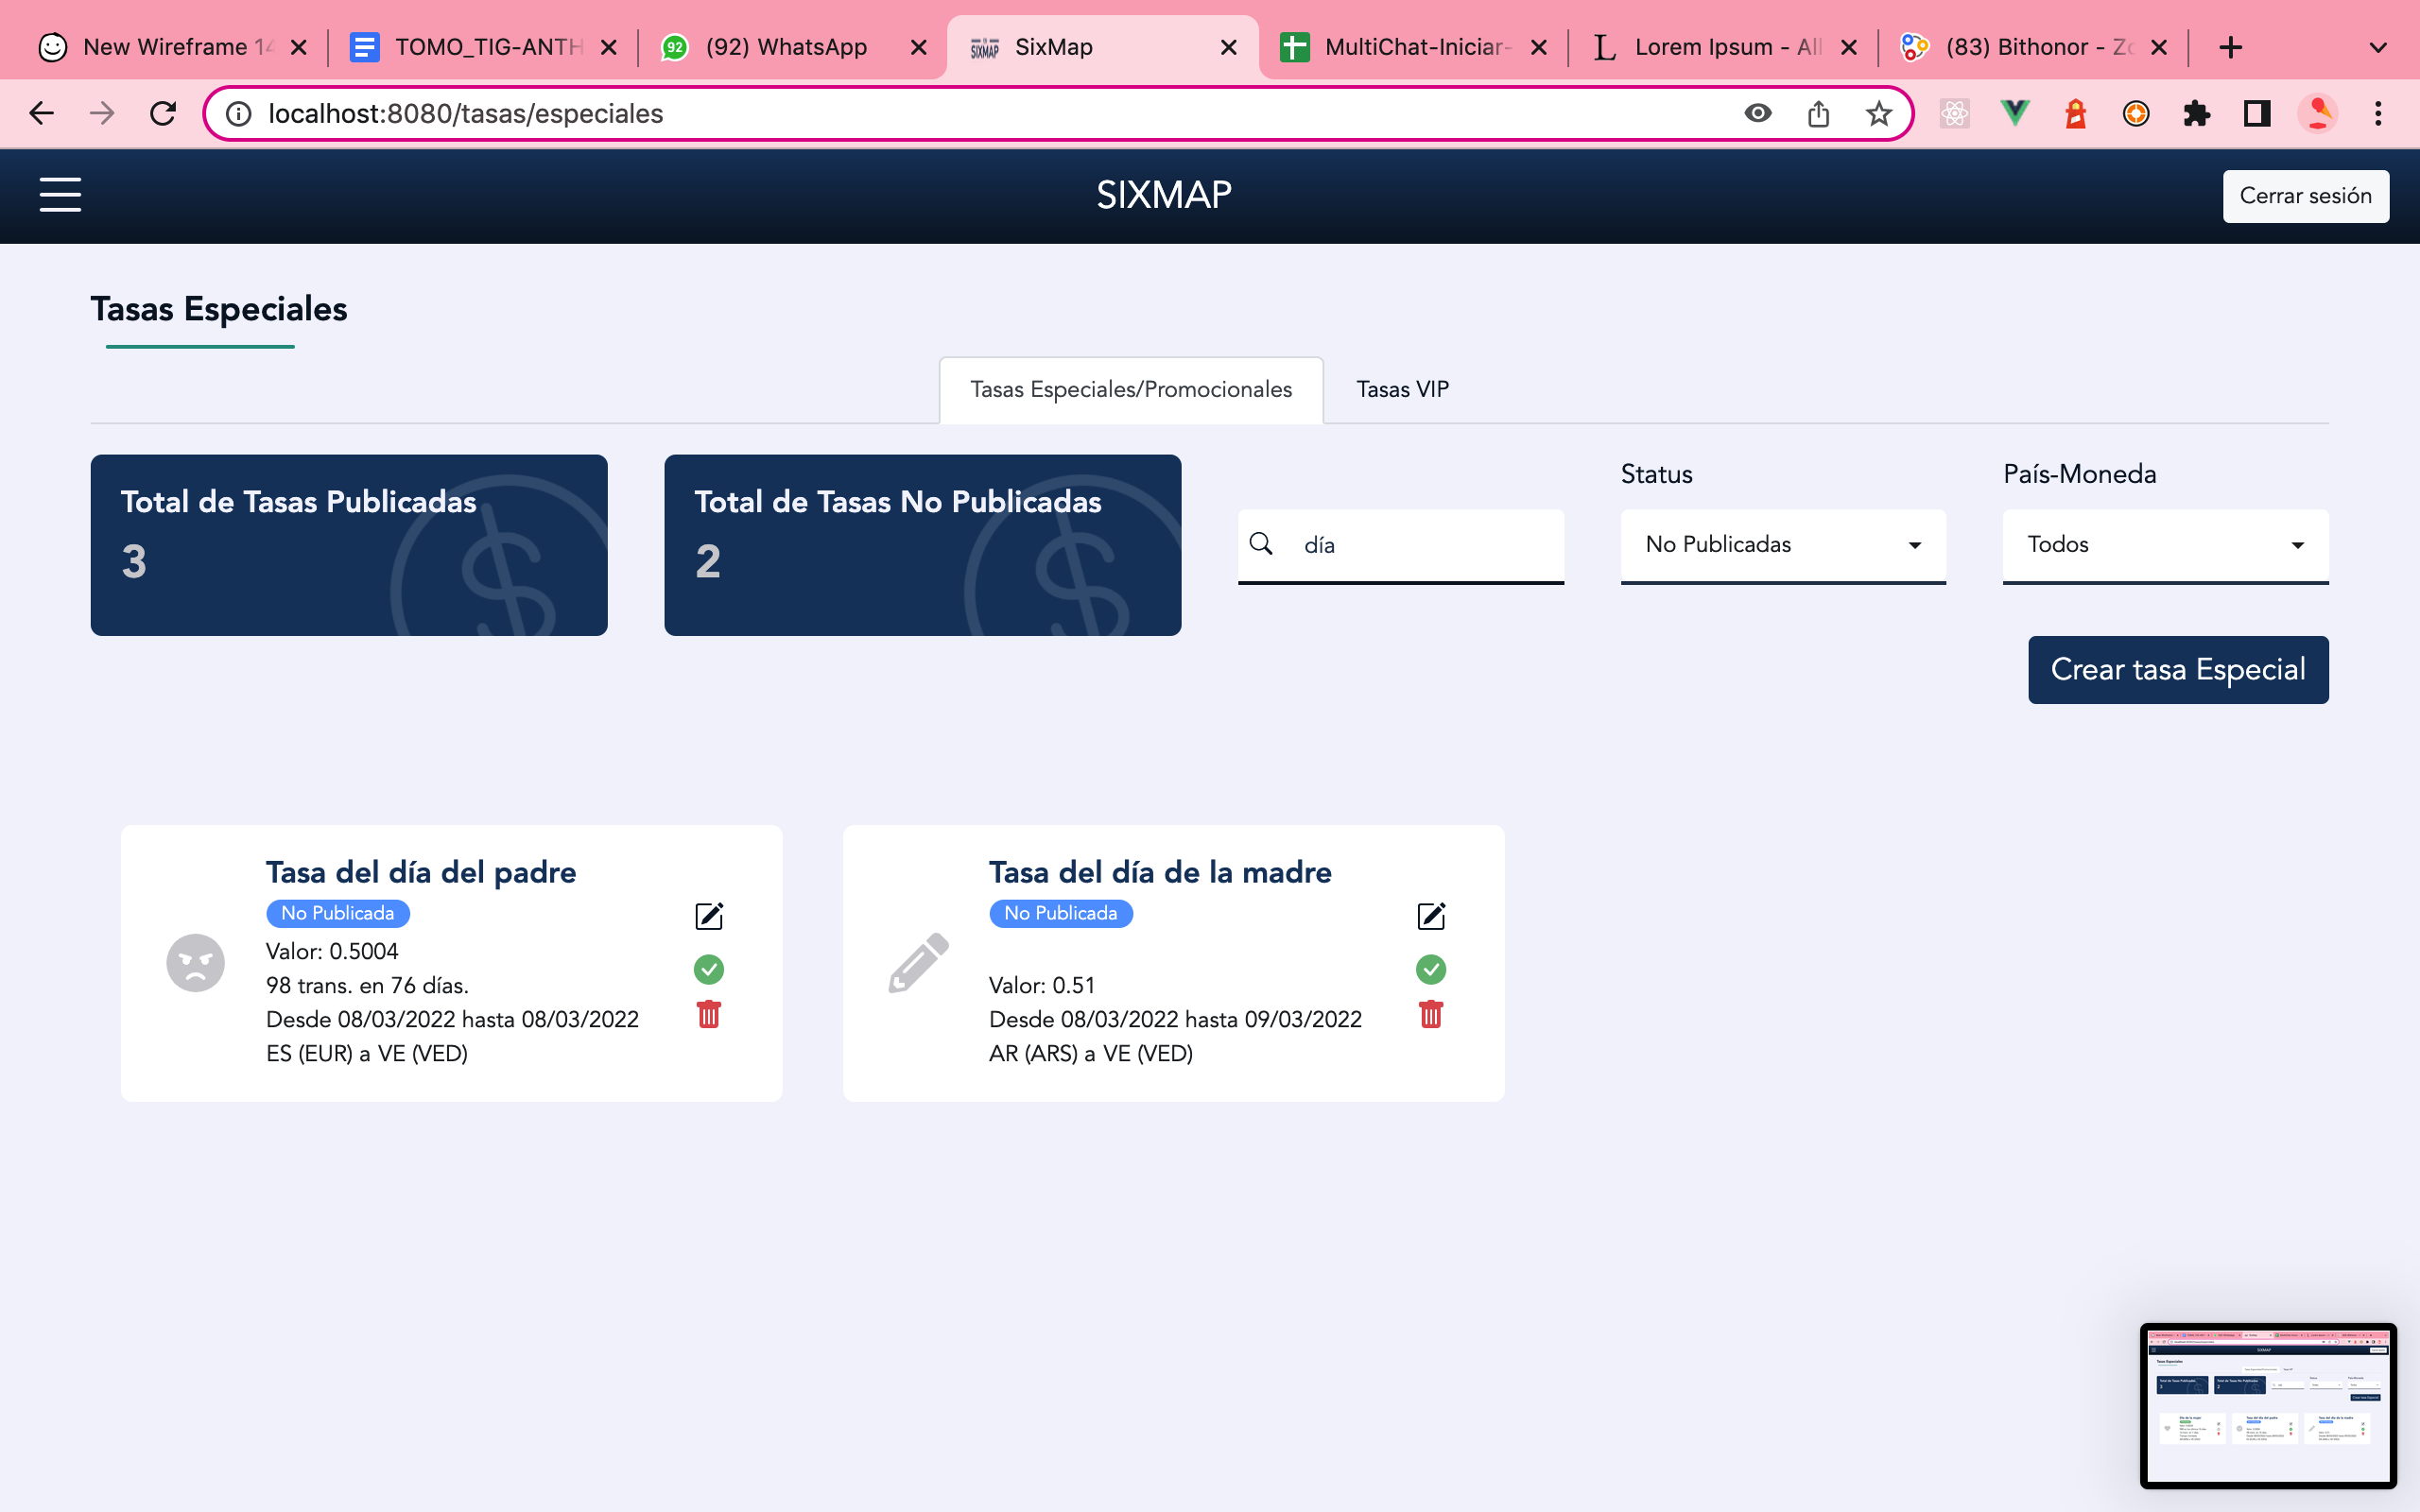 New Wireframe 14
TOMO_TIG-ANTH
92
(92) WhatsApp
SIXMAP
SixMap
MultiChat-Iniciar-
L
Lorem Ipsum - All
(83) Bithonor - Zo
localhost:8080/tasas/especiales
SIXMAP
Cerrar sesión
Tasas Especiales
Tasas Especiales/Promocionales
Tasas VIP
Total de Tasas Publicadas
3
Total de Tasas No Publicadas
2
día
Status
No Publicadas
País-Moneda
Todos
Crear tasa Especial
Tasa del día del padre
No Publicada
Valor: 0.5004
98 trans. en 76 días.
Desde 08/03/2022 hasta 08/03/2022
ES (EUR) a VE (VED)
Tasa del día de la madre
No Publicada
Valor: 0.51
Desde 08/03/2022 hasta 09/03/2022
AR (ARS) a VE (VED)